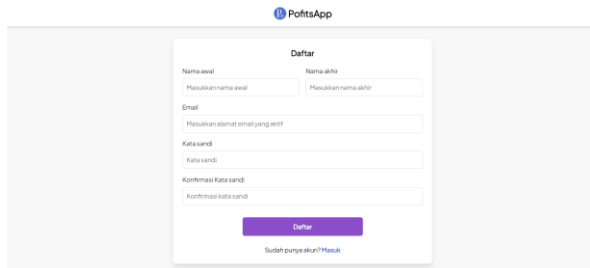 PofitsApp
Daftar
Nama awal Nama akhir
Masukkan nama awal Masukkan nama akhir
Email
Masukkan alamat email yang aktif
Kata sandi
Kata sandi
Konfirmasi Kata sandi
Konfirmasi kata sandi
Daftar
Sudah punya akun? Masuk